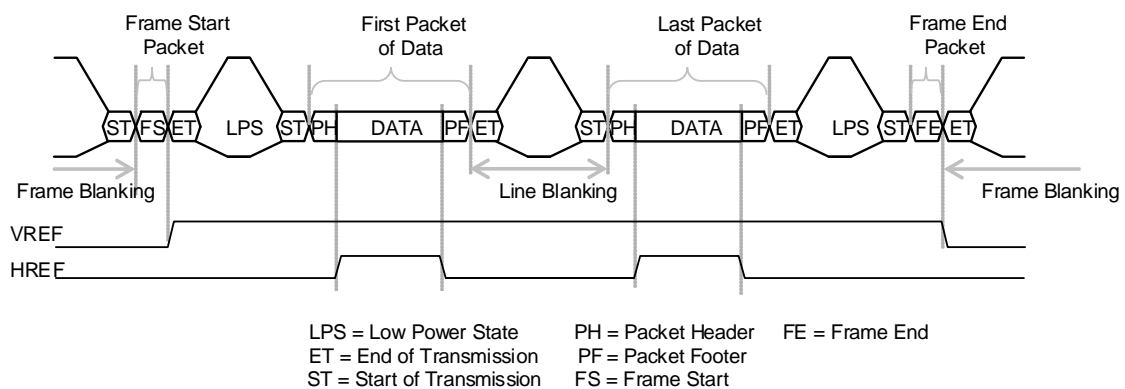 Frame Start
Packet
First Packet
of Data
Last Packet
of Data
Frame End
Packet
ST FS ET LPS ST PH DATA PF ET ST PH DATA PF ET LPS ST FE ET
Frame Blanking
Line Blanking
Frame Blanking
VREF
HREF
LPS = Low Power State
PH = Packet Header
FE = Frame End
ET = End of Transmission
PF = Packet Footer
ST = Start of Transmission
FS = Frame Start